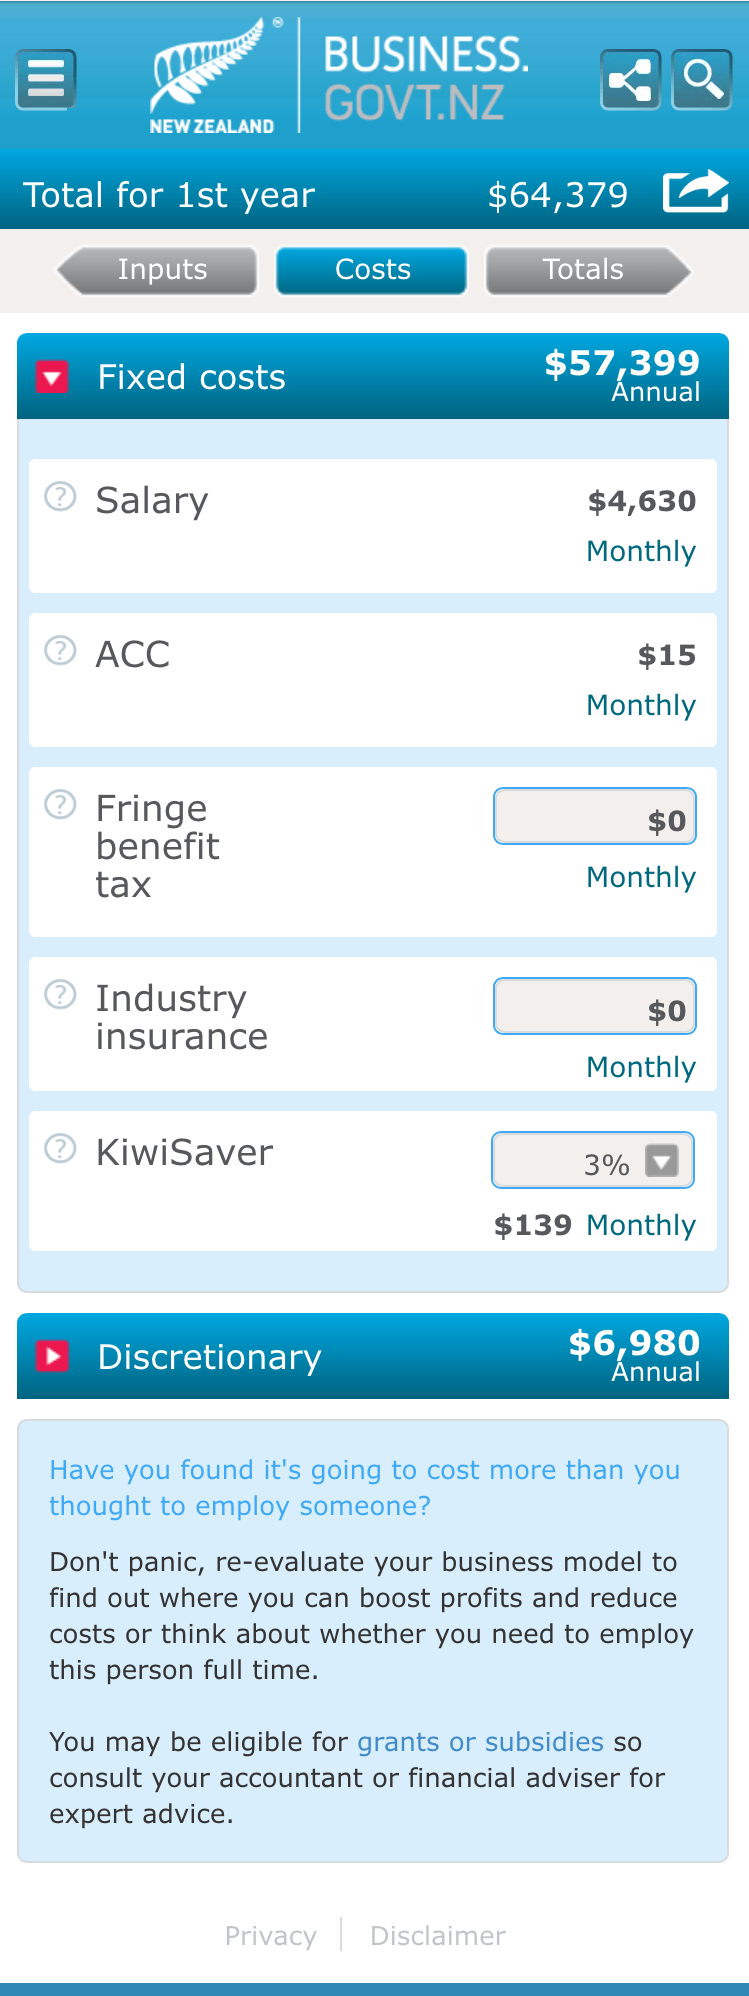 NEW ZEALAND
BUSINESS.
GOVT.NZ
Total for 1st year $64,379
Inputs Costs Totals
Fixed costs $57,399
Annual
? Salary $4,630
Monthly
? ACC $15
Monthly
? Fringe $0
benefit
tax Monthly
? Industry $0
insurance
Monthly
? KiwiSaver 3%
$139 Monthly
Discretionary $6,980
Annual
Have you found it's going to cost more than you
thought to employ someone?
Don't panic, re-evaluate your business model to
find out where you can boost profits and reduce
costs or think about whether you need to employ
this person full time.
You may be eligible for grants or subsidies so
consult your accountant or financial adviser for
expert advice.
Privacy Disclaimer